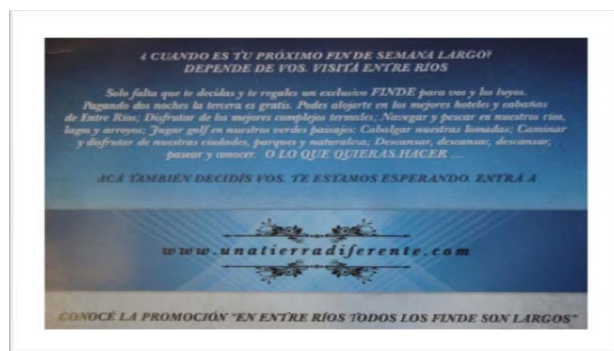 ¿ CUANDO ES TU PRÓXIMO FIN DE SEMANA LARGO?
DEPENDE DE VOS. VISITÁ ENTRE RÍOS
Solo falta que te decidas y te regales un exclusivo FINDE para vos y los tuyos.
Pagando dos noches la tercera es gratis. Podes alojarte en los mejores hoteles y cabañas
de Entre Ríos; Disfrutar de los mejores complejos termales; Navegar y pescar en nuestros ríos,
lagos y arroyos; Jugar golf en nuestros verdes paisajes; Cabalgar nuestras lomadas; Caminar
y disfrutar de nuestras ciudades, parques y naturaleza; Descansar, descansar, descansar,
pasear y conocer. O LO QUE QUIERAS HACER ...
ACÁ TAMBIÉN DECIDÍS VOS. TE ESTAMOS ESPERANDO. ENTRÁ A
www.unatierradiferente.com
CONOCÉ LA PROMOCIÓN "EN ENTRE RÍOS TODOS LOS FINDE SON LARGOS"